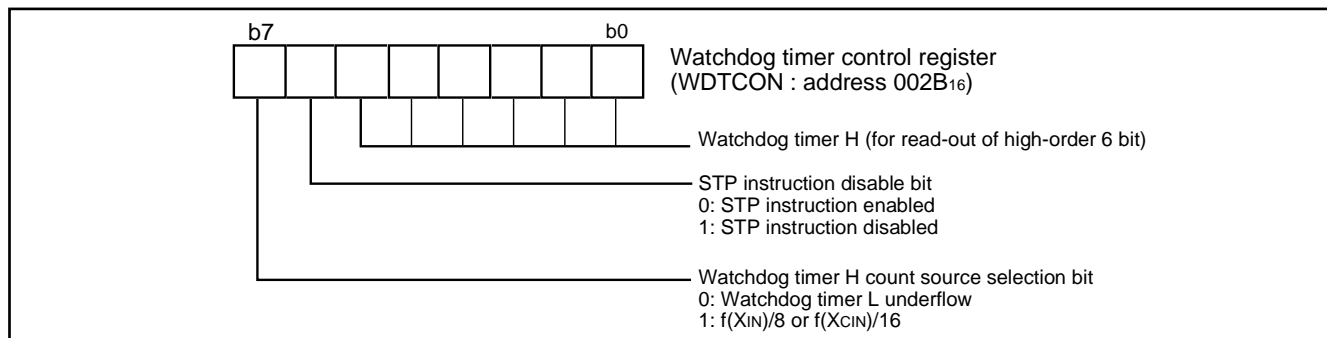 b7 b0
Watchdog timer control register
(WDTCON : address 002B16)
Watchdog timer H (for read-out of high-order 6 bit)
STP instruction disable bit
0: STP instruction enabled
1: STP instruction disabled
Watchdog timer H count source selection bit
0: Watchdog timer L underflow
1: f(XIN)/8 or f(XCIN)/16